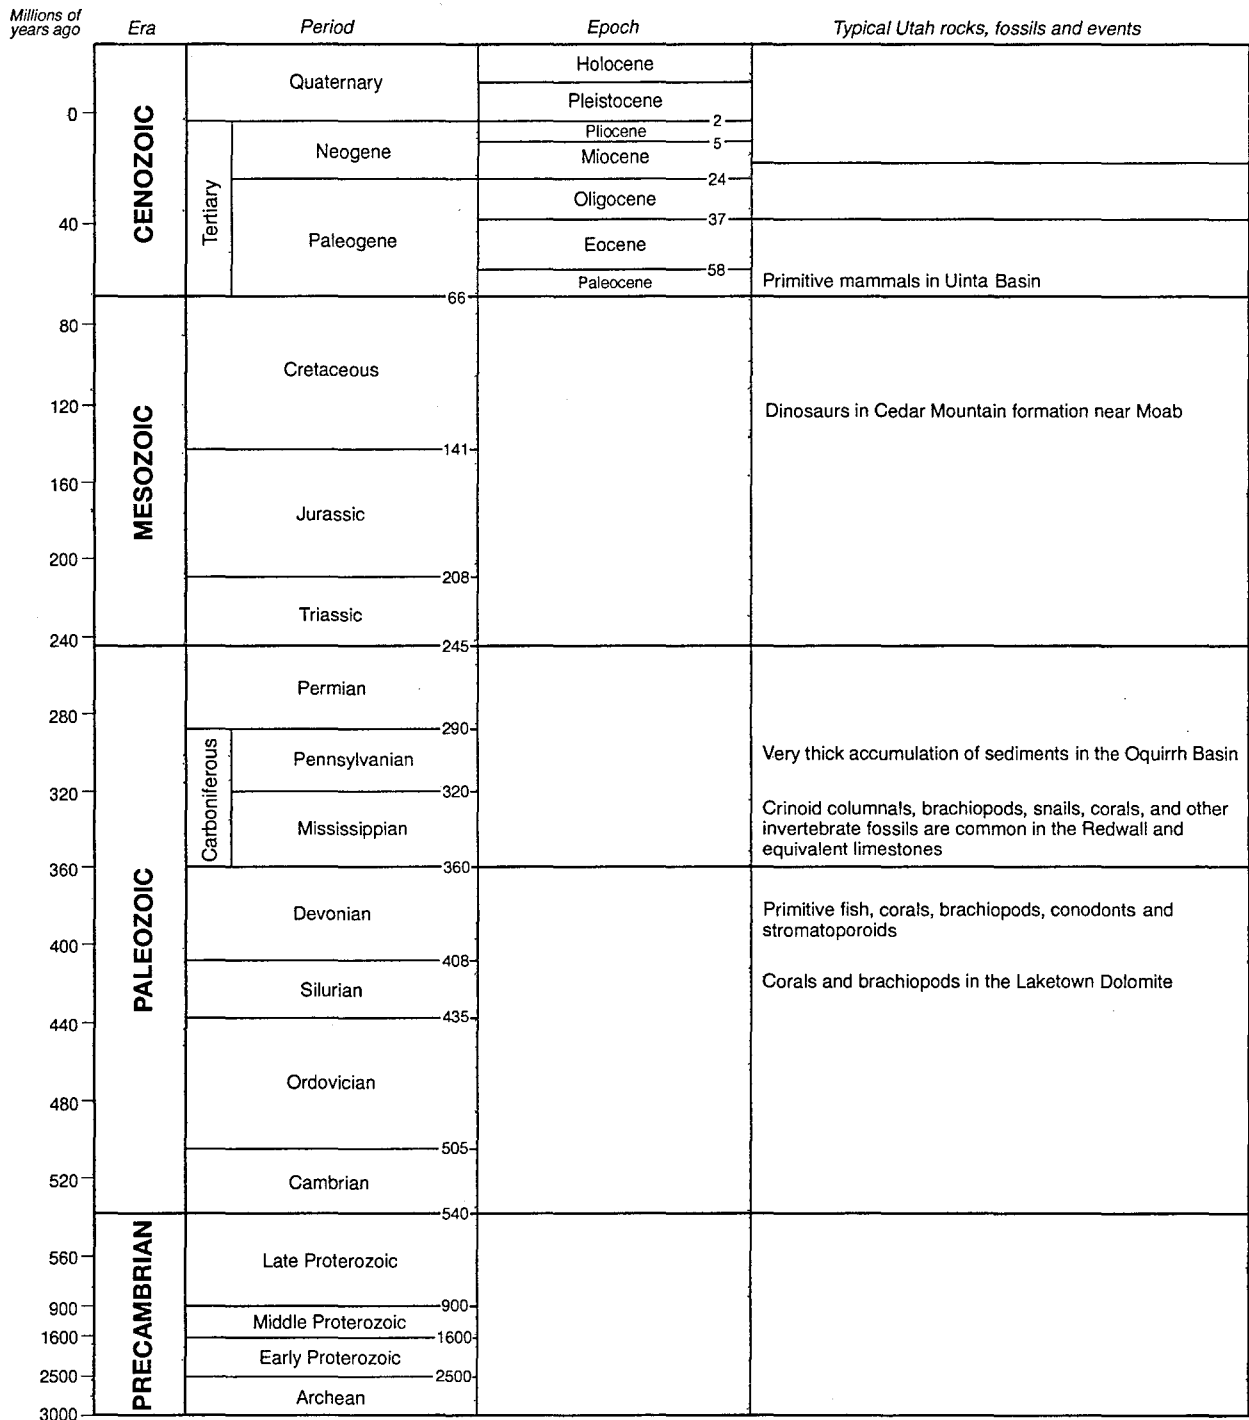 Millions of
years ago
Era
Period
Epoch
Typical Utah rocks, fossils and events
CENOZOIC
Quaternary
Holocene
Pleistocene
0
2
Tertiary
Neogene
Pliocene
5
Miocene
24
Paleogene
Oligocene
37
40
Eocene
58
Paleocene
Primitive mammals in Uinta Basin
66
MESOZOIC
80
Cretaceous
120
Dinosaurs in Cedar Mountain formation near Moab
141
160
Jurassic
200
208
Triassic
240
245
PALEOZOIC
Permian
280
290
Carboniferous
Pennsylvanian
Very thick accumulation of sediments in the Oquirrh Basin
320
320
Mississippian
Crinoid columnals, brachiopods, snails, corals, and other
invertebrate fossils are common in the Redwall and
equivalent limestones
360
360
Devonian
Primitive fish, corals, brachiopods, conodonts and
stromatoporoids
400
408
Silurian
Corals and brachiopods in the Laketown Dolomite
440
435
Ordovician
480
505
Cambrian
520
540
PRECAMBRIAN
560
Late Proterozoic
900
900
Middle Proterozoic
1600
1600
Early Proterozoic
2500
2500
Archean
3000